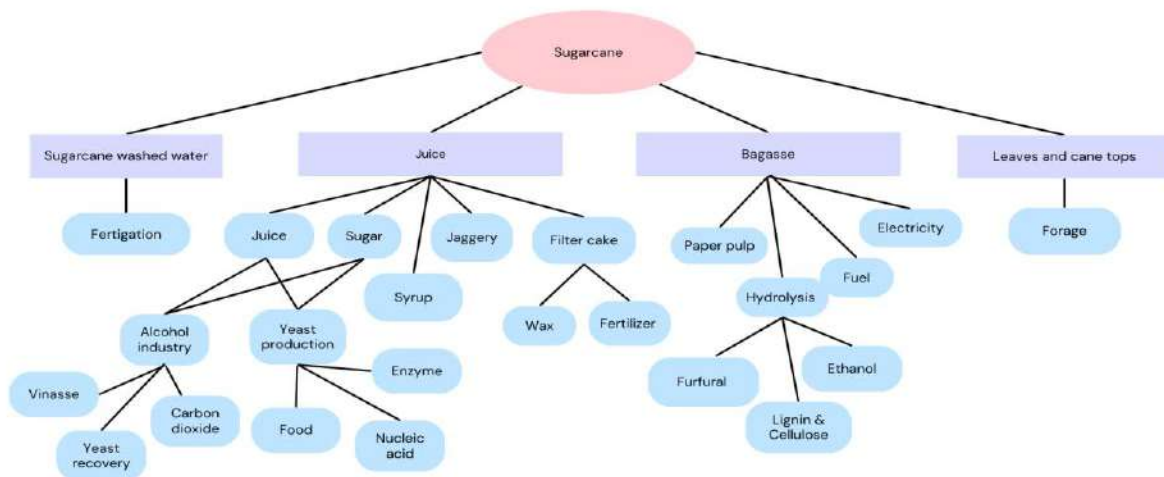 Sugarcane
Sugarcane washed water
Juice
Bagasse
Leaves and cane tops
Fertigation
Juice
Sugar
Jaggery
Filter cake
Syrup
Paper pulp
Electricity
Fuel
Hydrolysis
Forage
Alcohol
industry
Yeast
production
Wax
Fertilizer
Vinasse
Yeast
recovery
Carbon
dioxide
Enzyme
Food
Nucleic
acid
Furfural
Ethanol
Lignin &
Cellulose